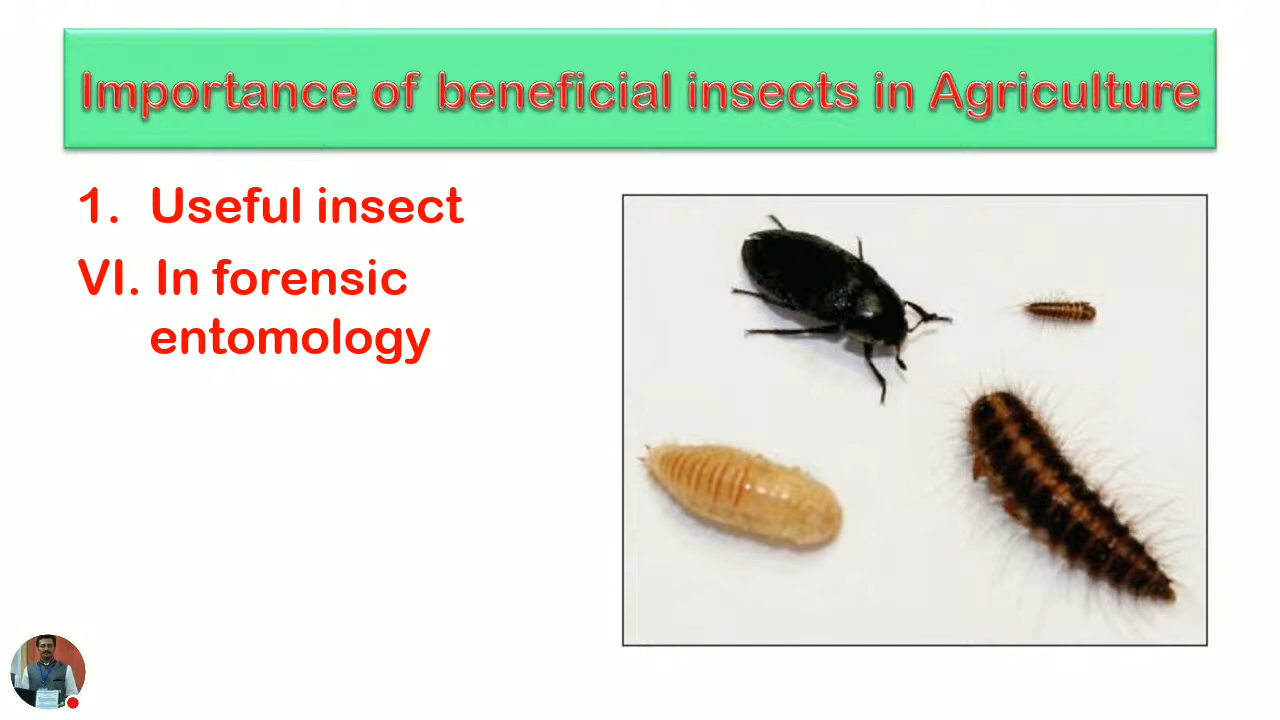 Importance of beneficial insects in Agriculture
1. Useful insect
VI. In forensic
entomology